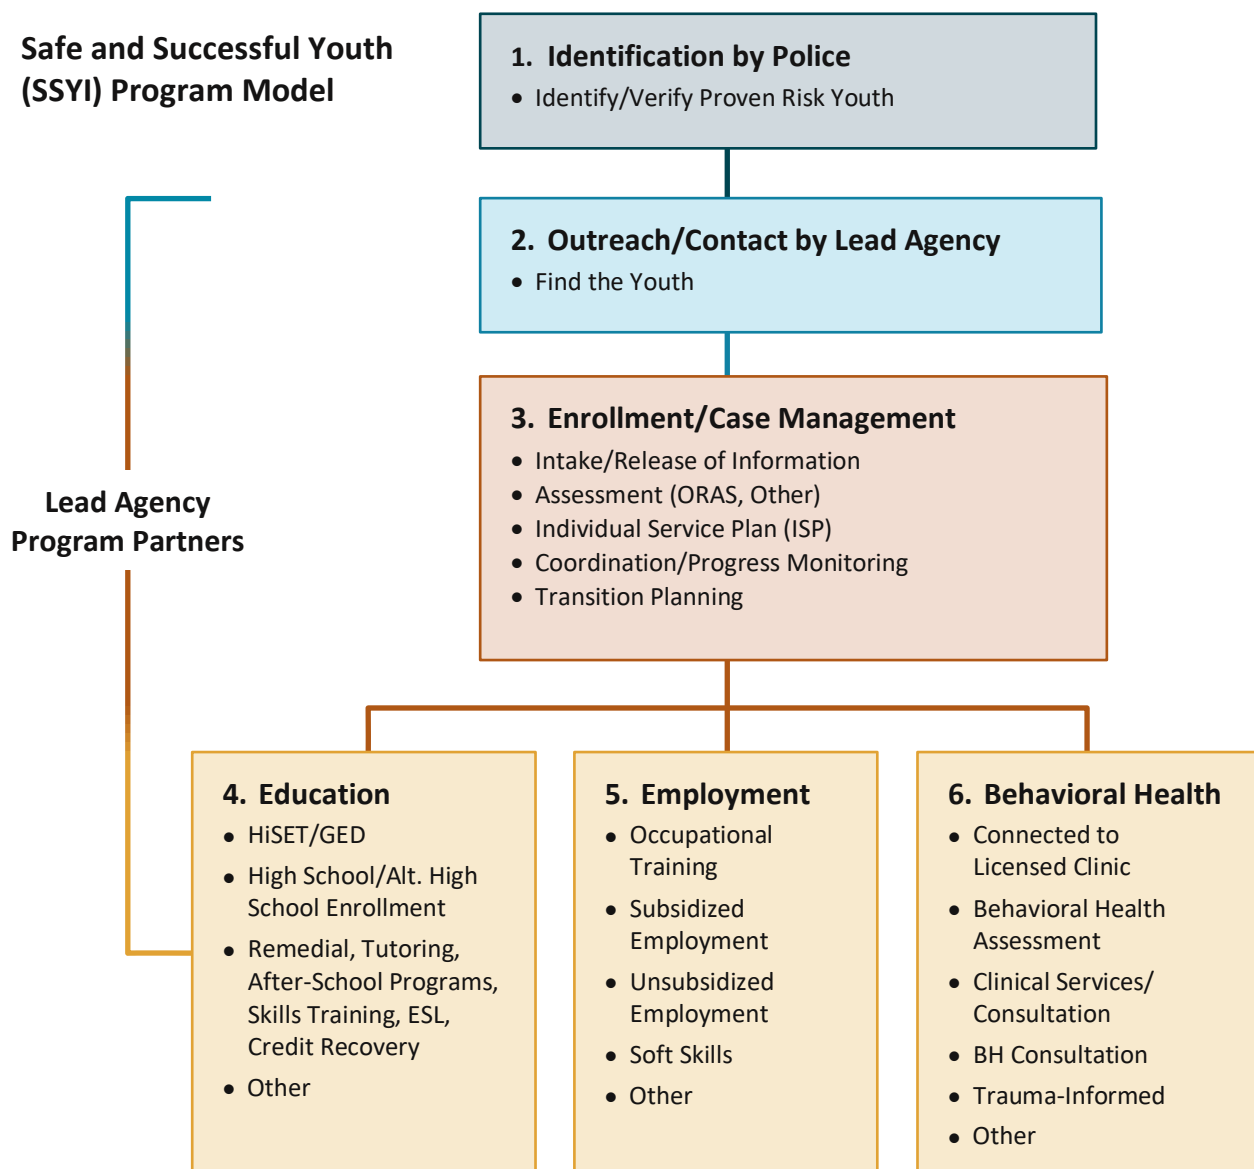 Safe and Successful Youth
(SSYI) Program Model
1. Identification by Police
• Identify/Verify Proven Risk Youth
2. Outreach/Contact by Lead Agency
• Find the Youth
3. Enrollment/Case Management
• Intake/Release of Information
• Assessment (ORAS, Other)
• Individual Service Plan (ISP)
• Coordination/Progress Monitoring
• Transition Planning
Lead Agency
Program Partners
4. Education
• HiSET/GED
• High School/Alt. High
School Enrollment
• Remedial, Tutoring,
After-School Programs,
Skills Training, ESL,
Credit Recovery
• Other
5. Employment
• Occupational
Training
• Subsidized
Employment
• Unsubsidized
Employment
• Soft Skills
• Other
6. Behavioral Health
• Connected to
Licensed Clinic
• Behavioral Health
Assessment
• Clinical Services/
Consultation
• BH Consultation
• Trauma-Informed
• Other